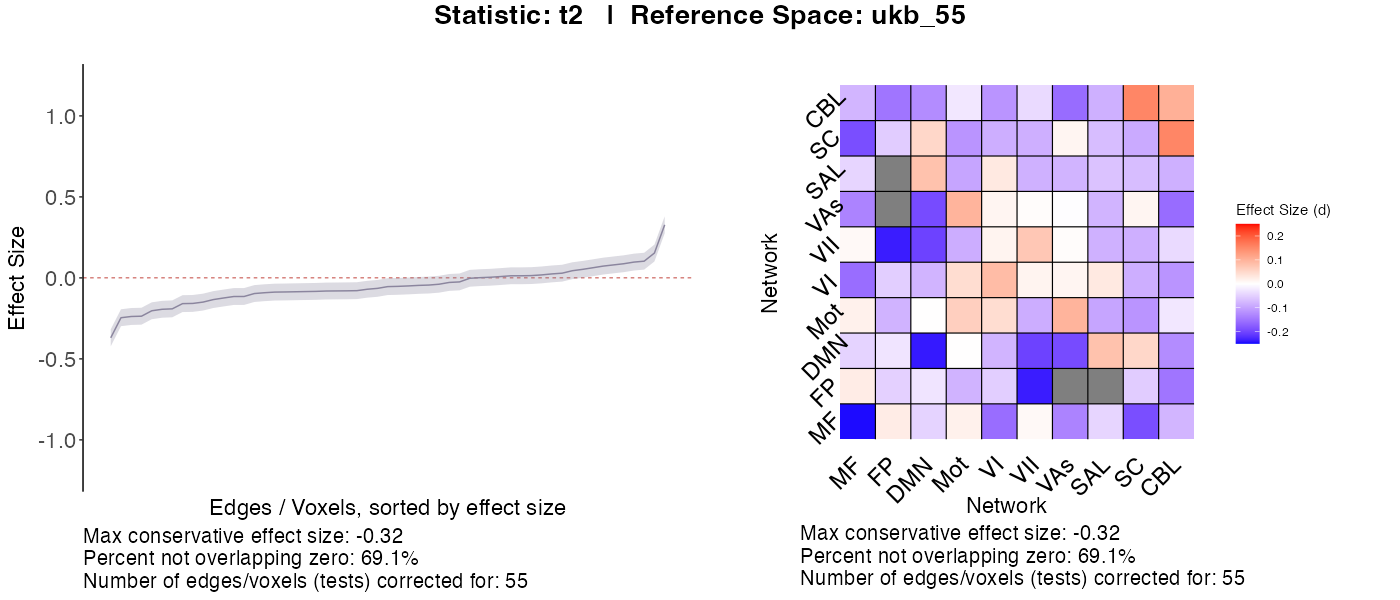 Statistic: t2 | Reference Space: ukb_55
Effect Size
1.0
0.5
0.0
-0.5
-1.0
Edges / Voxels, sorted by effect size
Max conservative effect size: -0.32
Percent not overlapping zero: 69.1%
Number of edges/voxels (tests) corrected for: 55
Network
CBL
SC
SAL
VAs
VII
VI
Mot
DMN
FP
MF
MF
FP
DMN
Mot
VI
VII
VAs
SAL
SC
CBL
Network
Max conservative effect size: -0.32
Percent not overlapping zero: 69.1%
Number of edges/voxels (tests) corrected for: 55
Effect Size (d)
0.2
0.1
0.0
-0.1
-0.2